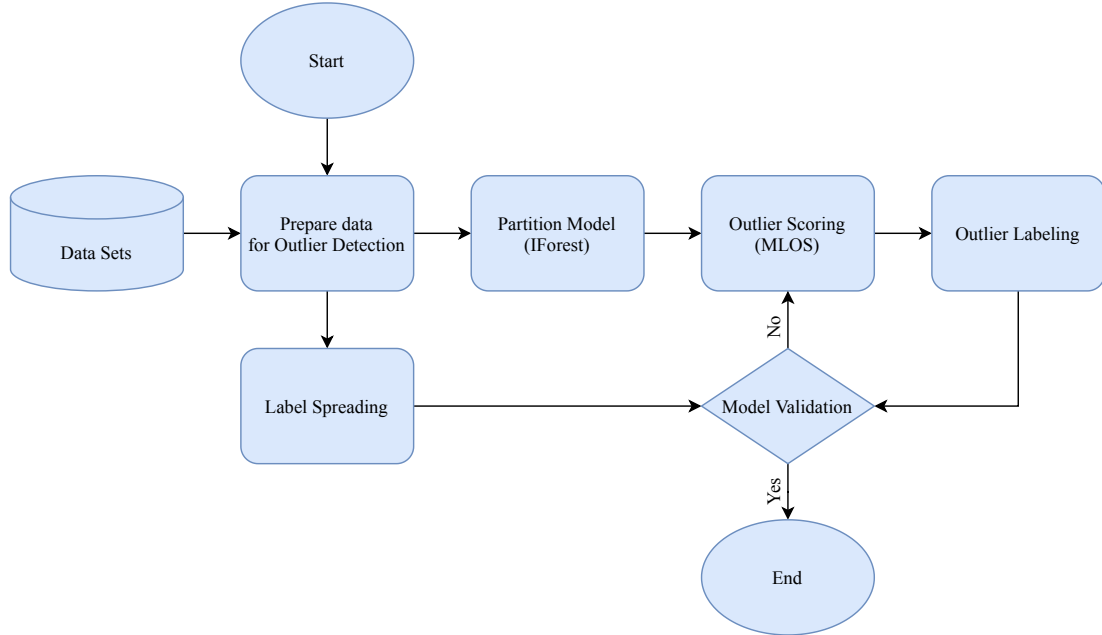 Start
Data Sets
Prepare data
for Outlier Detection
Partition Model
(IForest)
Outlier Scoring
(MLOS)
Outlier Labeling
No
Label Spreading
Model Validation
Yes
End